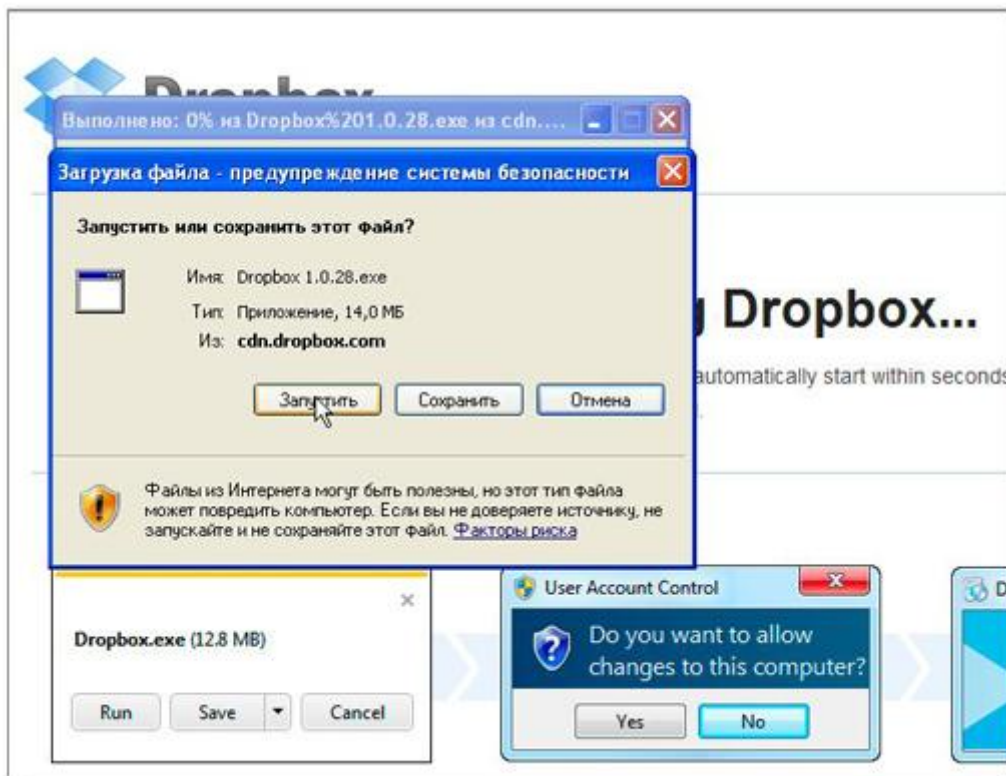 Dropbox
Выполнено: 0% из Dropbox%201.0.28.exe из cdn....
Загрузка файла - предупреждение системы безопасности
Запустить или сохранить этот файл?
Имя: Dropbox 1.0.28.exe
Тип: Приложение, 14,0 МБ
Из: cdn.dropbox.com
Запустить Сохранить Отмена
Файлы из Интернета могут быть полезны, но этот тип файла
может повредить компьютер. Если вы не доверяете источнику, не
запускайте и не сохраняйте этот файл. Факторы риска
Dropbox...
automatically start within seconds
Dropbox.exe (12.8 MB)
Run Save Cancel
User Account Control
Do you want to allow
changes to this computer?
Yes No
D